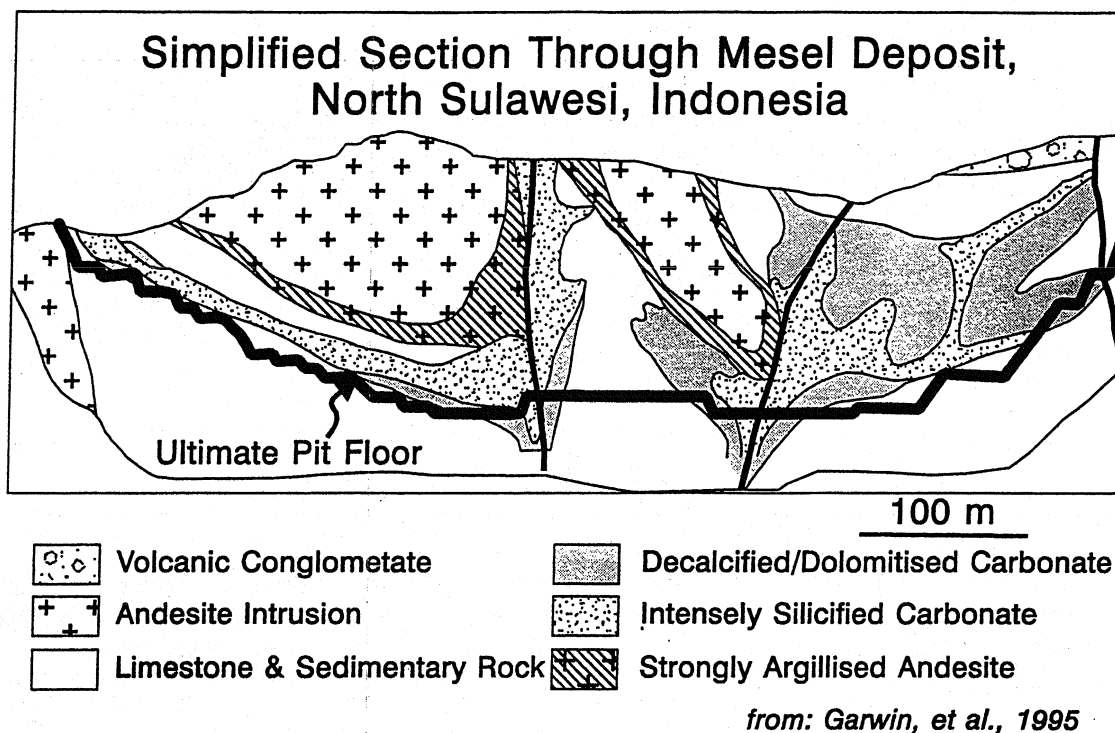 Simplified Section Through Mesel Deposit,
North Sulawesi, Indonesia
Ultimate Pit Floor
100 m
Volcanic Conglometate
Decalcified/Dolomitised Carbonate
Andesite Intrusion
Intensely Silicified Carbonate
Limestone & Sedimentary Rock
Strongly Argillised Andesite
from: Garwin, et al., 1995